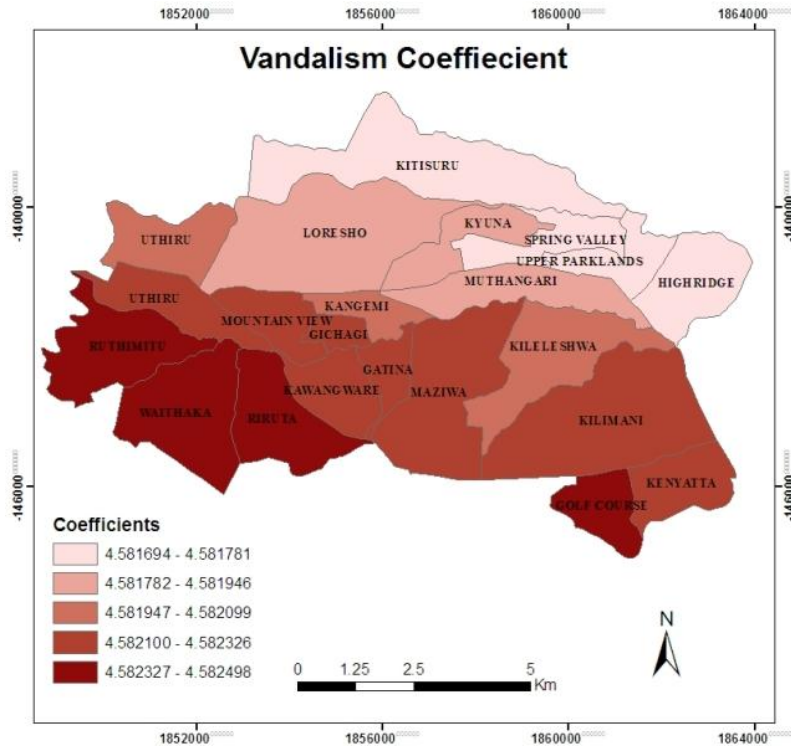 1852000 1856000 1860000 1864000
Vandalism Coeffiecient
-140000 -140000
KITISURU
KYUNA
UTHIRU LORESHO SPRING VALLEY
UPPER PARKLANDS
MUTHANGARI HIGHRIDGE
UTHIRU KANGEMI
MOUNTAIN VIEW
GICHAGI
RUTHIMITU KILELESHWA
GATINA
KAWANGWARE MAZIWA
WAITHAKA RIRUTA KILIMANI
-146000 -146000
KENYATTA
GOLF COURSE
Coefficients
4.581694 - 4.581781
4.581782 - 4.581946
4.581947 - 4.582099
4.582100 - 4.582326
4.582327 - 4.582498
N
0 1.25 2.5 5
Km
1852000 1856000 1860000 1864000